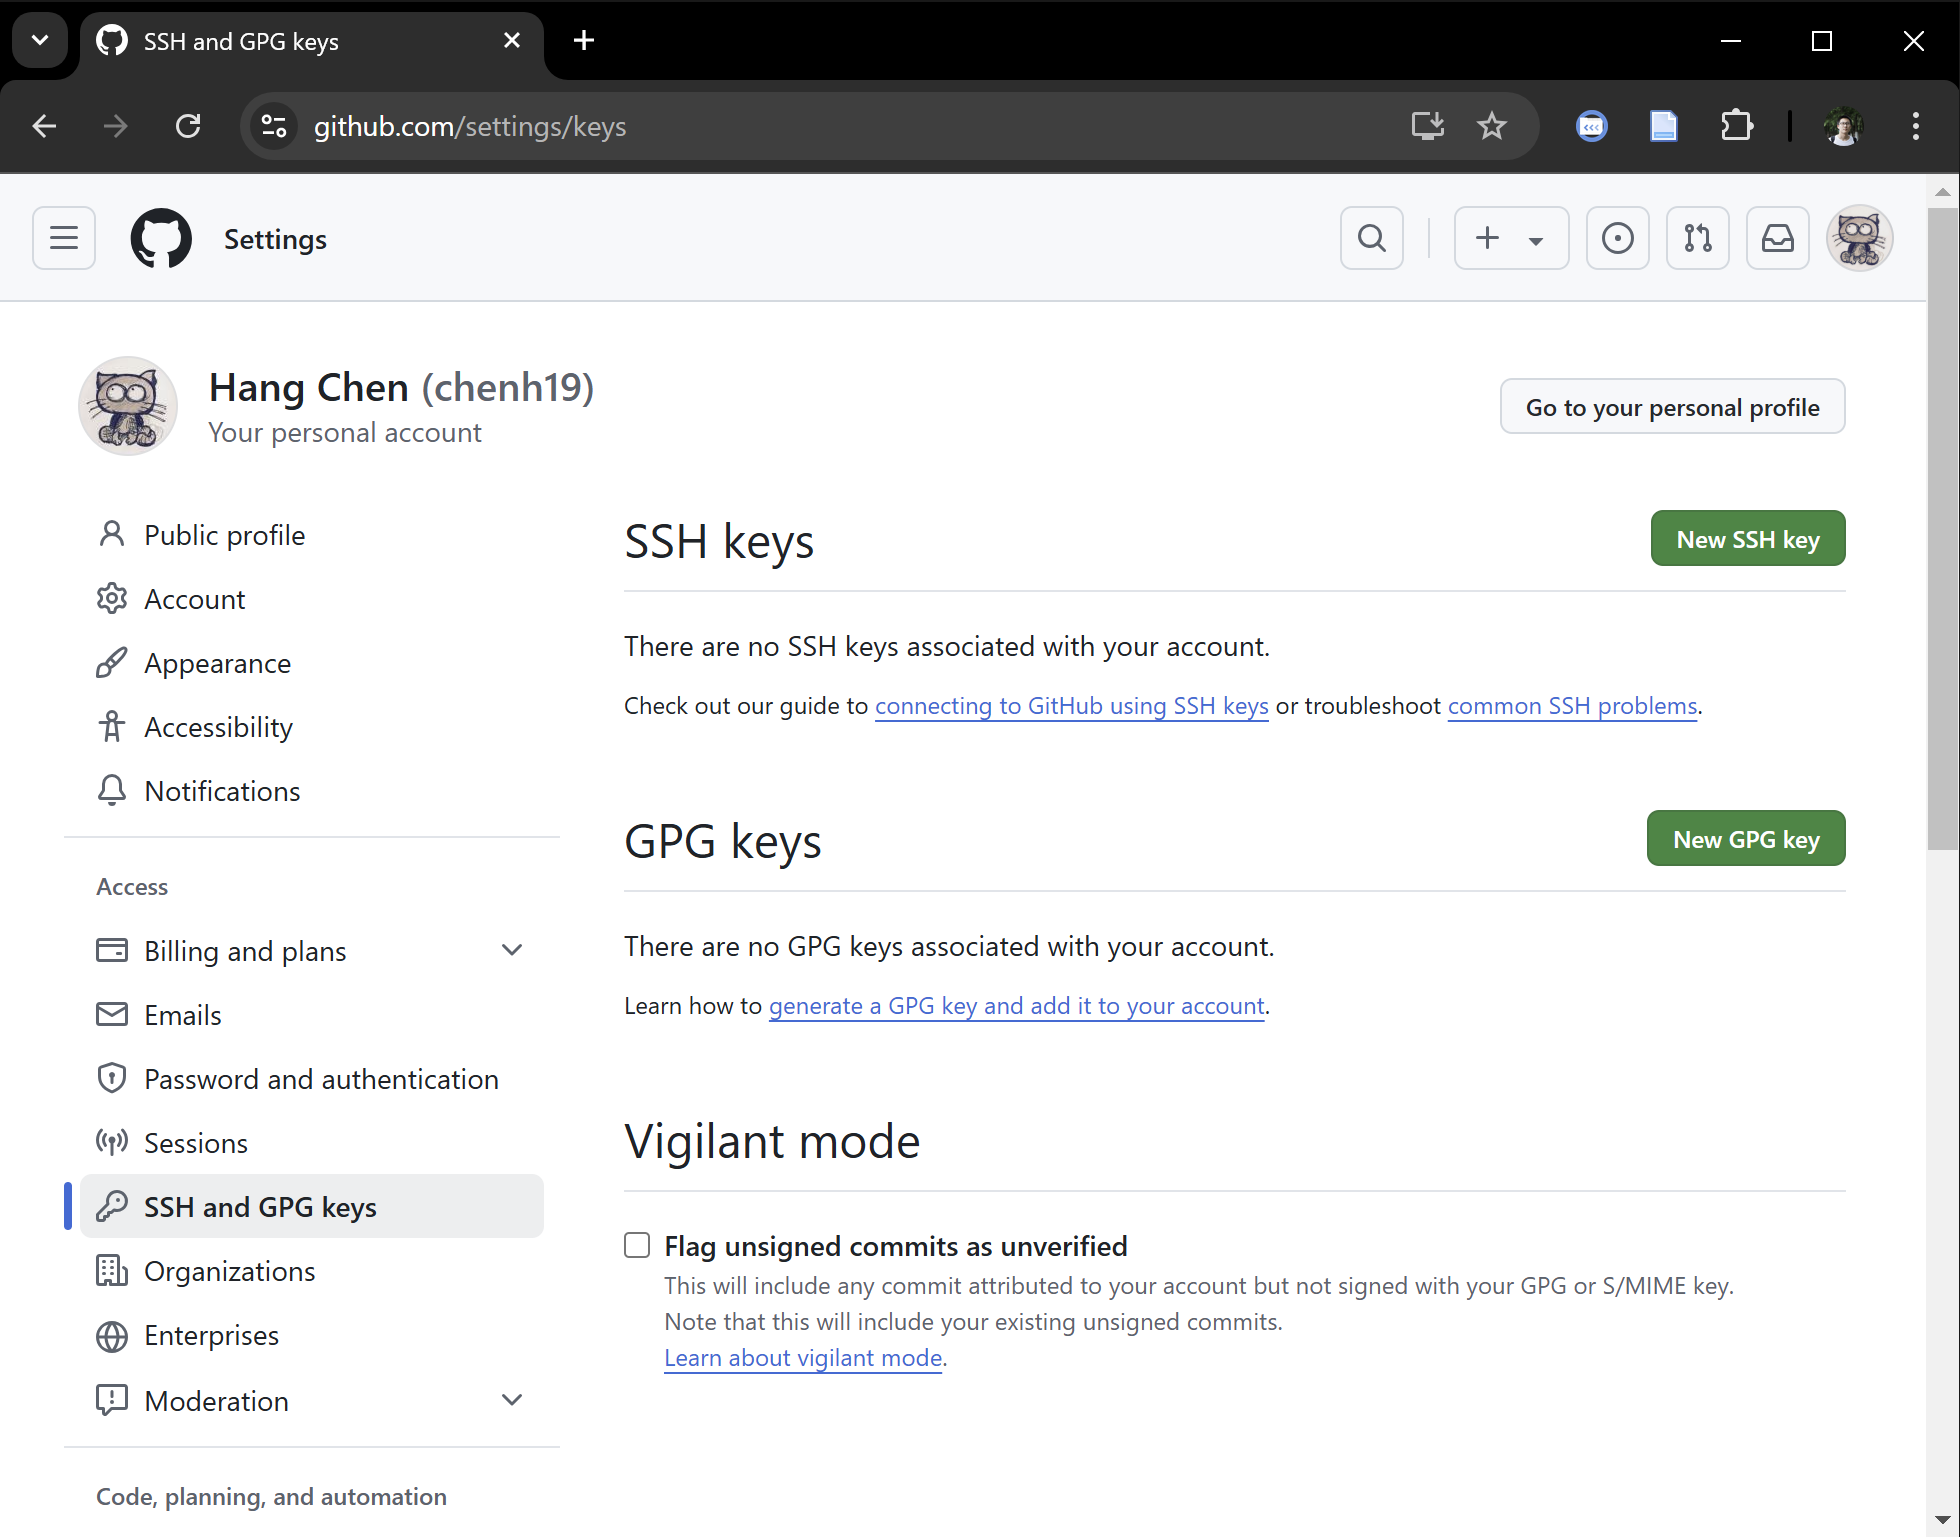 SSH and GPG keys
github.com/settings/keys
Settings
Hang Chen (chenh19)
Your personal account
Go to your personal profile
Public profile
Account
Appearance
Accessibility
Notifications
Access
Billing and plans
Emails
Password and authentication
Sessions
SSH and GPG keys
Organizations
Enterprises
Moderation
Code, planning, and automation
SSH keys
New SSH key
There are no SSH keys associated with your account.
Check out our guide to connecting to GitHub using SSH keys or troubleshoot common SSH problems.
GPG keys
New GPG key
There are no GPG keys associated with your account.
Learn how to generate a GPG key and add it to your account.
Vigilant mode
Flag unsigned commits as unverified
This will include any commit attributed to your account but not signed with your GPG or S/MIME key.
Note that this will include your existing unsigned commits.
Learn about vigilant mode.